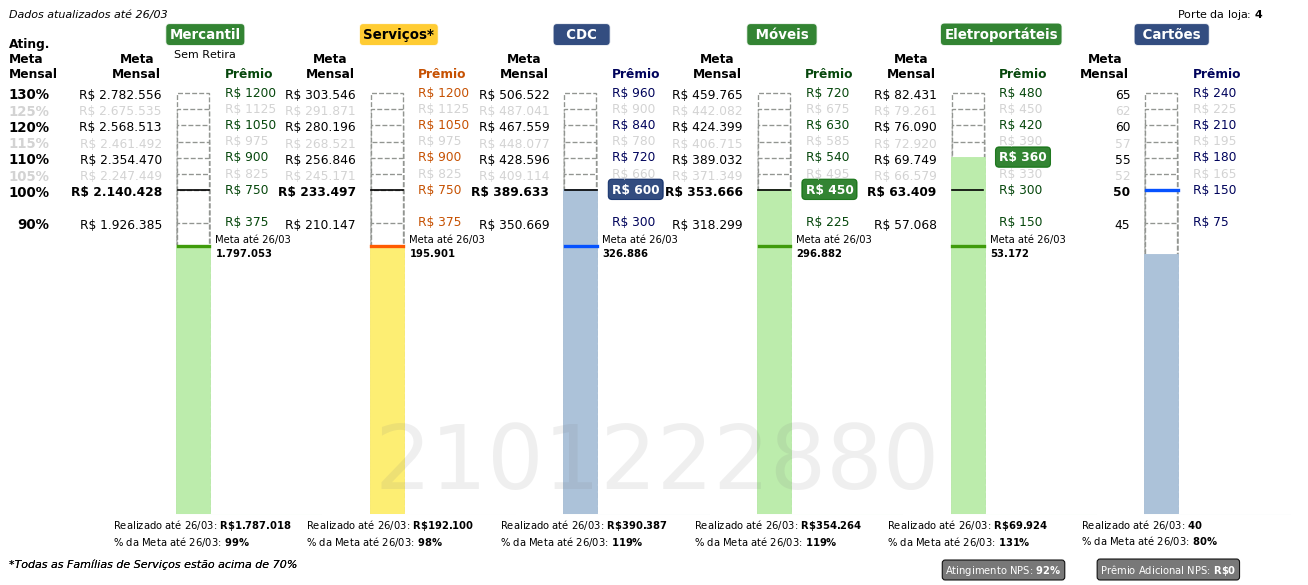 Dados atualizados até 26/03 Porte da loja: 4
Mercantil Serviços* CDC Móveis Eletroportáteis Cartões
Sem Retira
Ating. Meta Mensal Meta Mensal Prêmio Meta Mensal Prêmio Meta Mensal Prêmio Meta Mensal Prêmio Meta Mensal Prêmio Meta Mensal Prêmio
130% R$ 2.782.556 R$ 1200 R$ 303.546 R$ 1200 R$ 506.522 R$ 960 R$ 459.765 R$ 720 R$ 82.431 R$ 480 65 R$ 240
125% R$ 2.675.535 R$ 1125 R$ 291.871 R$ 1125 R$ 487.041 R$ 900 R$ 442.082 R$ 675 R$ 79.261 R$ 450 62 R$ 225
120% R$ 2.568.513 R$ 1050 R$ 280.196 R$ 1050 R$ 467.559 R$ 840 R$ 424.399 R$ 630 R$ 76.090 R$ 420 60 R$ 210
115% R$ 2.461.492 R$ 975 R$ 268.521 R$ 975 R$ 448.077 R$ 780 R$ 406.715 R$ 585 R$ 72.920 R$ 390 57 R$ 195
110% R$ 2.354.470 R$ 900 R$ 256.846 R$ 900 R$ 428.596 R$ 720 R$ 389.032 R$ 540 R$ 69.749 R$ 360 55 R$ 180
105% R$ 2.247.449 R$ 825 R$ 245.171 R$ 825 R$ 409.114 R$ 660 R$ 371.349 R$ 495 R$ 66.579 R$ 330 52 R$ 165
100% R$ 2.140.428 R$ 750 R$ 233.497 R$ 750 R$ 389.633 R$ 600 R$ 353.666 R$ 450 R$ 63.409 R$ 300 50 R$ 150
90% R$ 1.926.385 R$ 375 R$ 210.147 R$ 375 R$ 350.669 R$ 300 R$ 318.299 R$ 225 R$ 57.068 R$ 150 45 R$ 75
Meta até 26/03 Meta até 26/03 Meta até 26/03 Meta até 26/03 Meta até 26/03
1.797.053 195.901 326.886 296.882 53.172
2101222880
Realizado até 26/03: R$1.787.018 Realizado até 26/03: R$192.100 Realizado até 26/03: R$390.387 Realizado até 26/03: R$354.264 Realizado até 26/03: R$69.924 Realizado até 26/03: 40
% da Meta até 26/03: 99% % da Meta até 26/03: 98% % da Meta até 26/03: 119% % da Meta até 26/03: 119% % da Meta até 26/03: 131% % da Meta até 26/03: 80%
*Todas as Famílias de Serviços estão acima de 70% Atingimento NPS: 92% Prêmio Adicional NPS: R$0